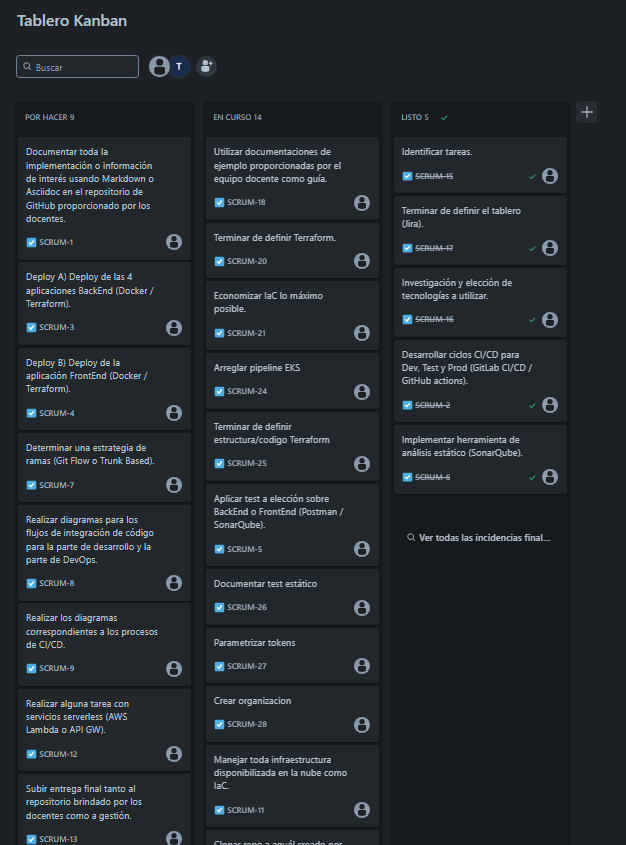 Tablero Kanban
Buscar
T
POR HACER 9
Documentar toda la
implementación o información
de interés usando Markdown o
Asciidoc en el repositorio de
GitHub proporcionado por los
docentes.
SCRUM-1
Deploy A) Deploy de las 4
aplicaciones BackEnd (Docker /
Terraform).
SCRUM-3
Deploy B) Deploy de la
aplicación FrontEnd (Docker /
Terraform).
SCRUM-4
Determinar una estrategia de
ramas (Git Flow o Trunk Based).
SCRUM-7
Realizar diagramas para los
flujos de integración de código
para la parte de desarrollo y la
parte de DevOps.
SCRUM-8
Realizar los diagramas
correspondientes a los procesos
de CI/CD.
SCRUM-9
Realizar alguna tarea con
servicios serverless (AWS
Lambda o API GW).
SCRUM-12
Subir entrega final tanto al
repositorio brindado por los
docentes como a gestión.
SCRUM-13
EN CURSO 14
Utilizar documentaciones de
ejemplo proporcionadas por el
equipo docente como guía.
SCRUM-18
Terminar de definir Terraform.
SCRUM-20
Economizar IaC lo máximo
posible.
SCRUM-21
Arreglar pipeline EKS
SCRUM-24
Terminar de definir
estructura/codigo Terraform
SCRUM-25
Aplicar test a elección sobre
BackEnd o FrontEnd (Postman /
SonarQube).
SCRUM-5
Documentar test estático
SCRUM-26
Parametrizar tokens
SCRUM-27
Crear organizacion
SCRUM-28
Manejar toda infraestructura
disponibilizada en la nube como
IaC.
SCRUM-11
Clonar repo a aquél creado por
LISTO 5
Identificar tareas.
SCRUM-15
Terminar de definir el tablero
(Jira).
SCRUM-17
Investigación y elección de
tecnologías a utilizar.
SCRUM-16
Desarrollar ciclos CI/CD para
Dev, Test y Prod (GitLab CI/CD /
GitHub actions).
SCRUM-2
Implementar herramienta de
análisis estático (SonarQube).
SCRUM-6
Ver todas las incidencias final...